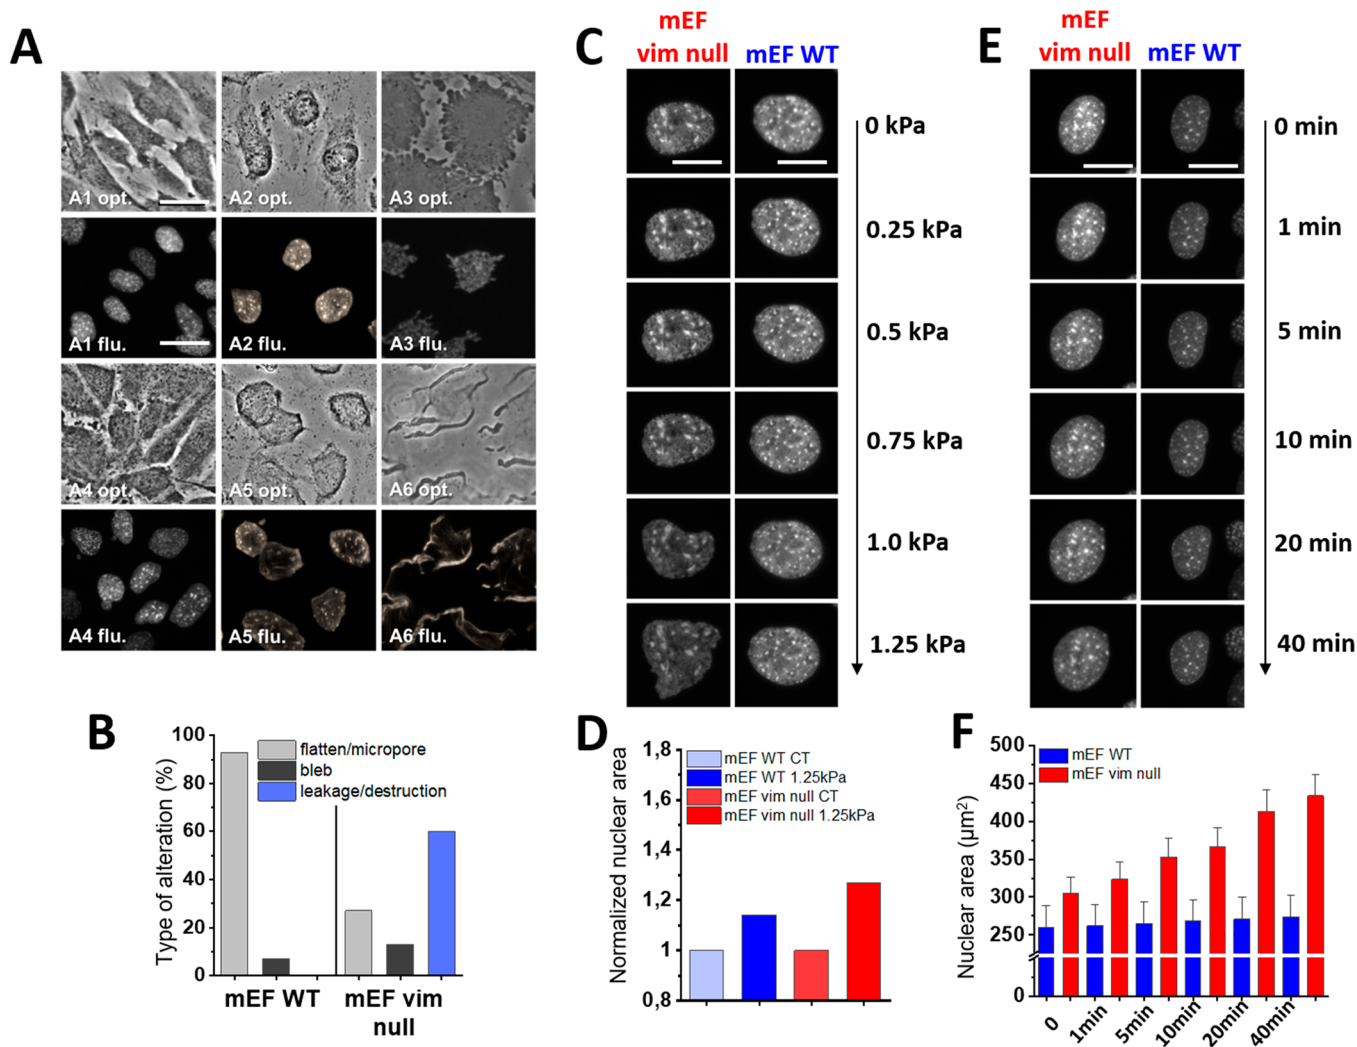 A
A1 opt.
A2 opt.
A3 opt.
A1 flu.
A2 flu.
A3 flu.
A4 opt.
A5 opt.
A6 opt.
A4 flu.
A5 flu.
A6 flu.
B
Type of alteration (%)
100
80
60
40
20
0
flatten/micropore
bleb
leakage/destruction
mEF WT
mEF vim
null
C
mEF
vim null
mEF WT
0 kPa
0.25 kPa
0.5 kPa
0.75 kPa
1.0 kPa
1.25 kPa
D
Normalized nuclear area
1,8
1,6
1,4
1,2
1
0,8
mEF WT CT
mEF WT 1.25kPa
mEF vim null CT
mEF vim null 1.25kPa
E
mEF
vim null
mEF WT
0 min
1 min
5 min
10 min
20 min
40 min
F
Nuclear area (μm²)
500
450
400
350
300
250
0
mEF WT
mEF vim null
0
1min
5min
10min
20min
40min